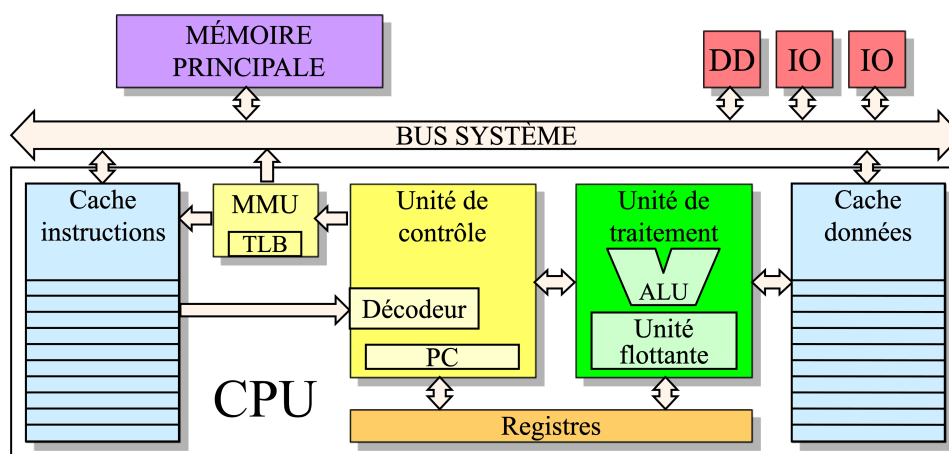 MÉMOIRE
PRINCIPALE
DD
IO
IO
BUS SYSTÈME
Cache
instructions
MMU
TLB
Unité de
contrôle
Décodeur
PC
Unité de
traitement
ALU
Unité
flottante
Cache
données
CPU
Registres